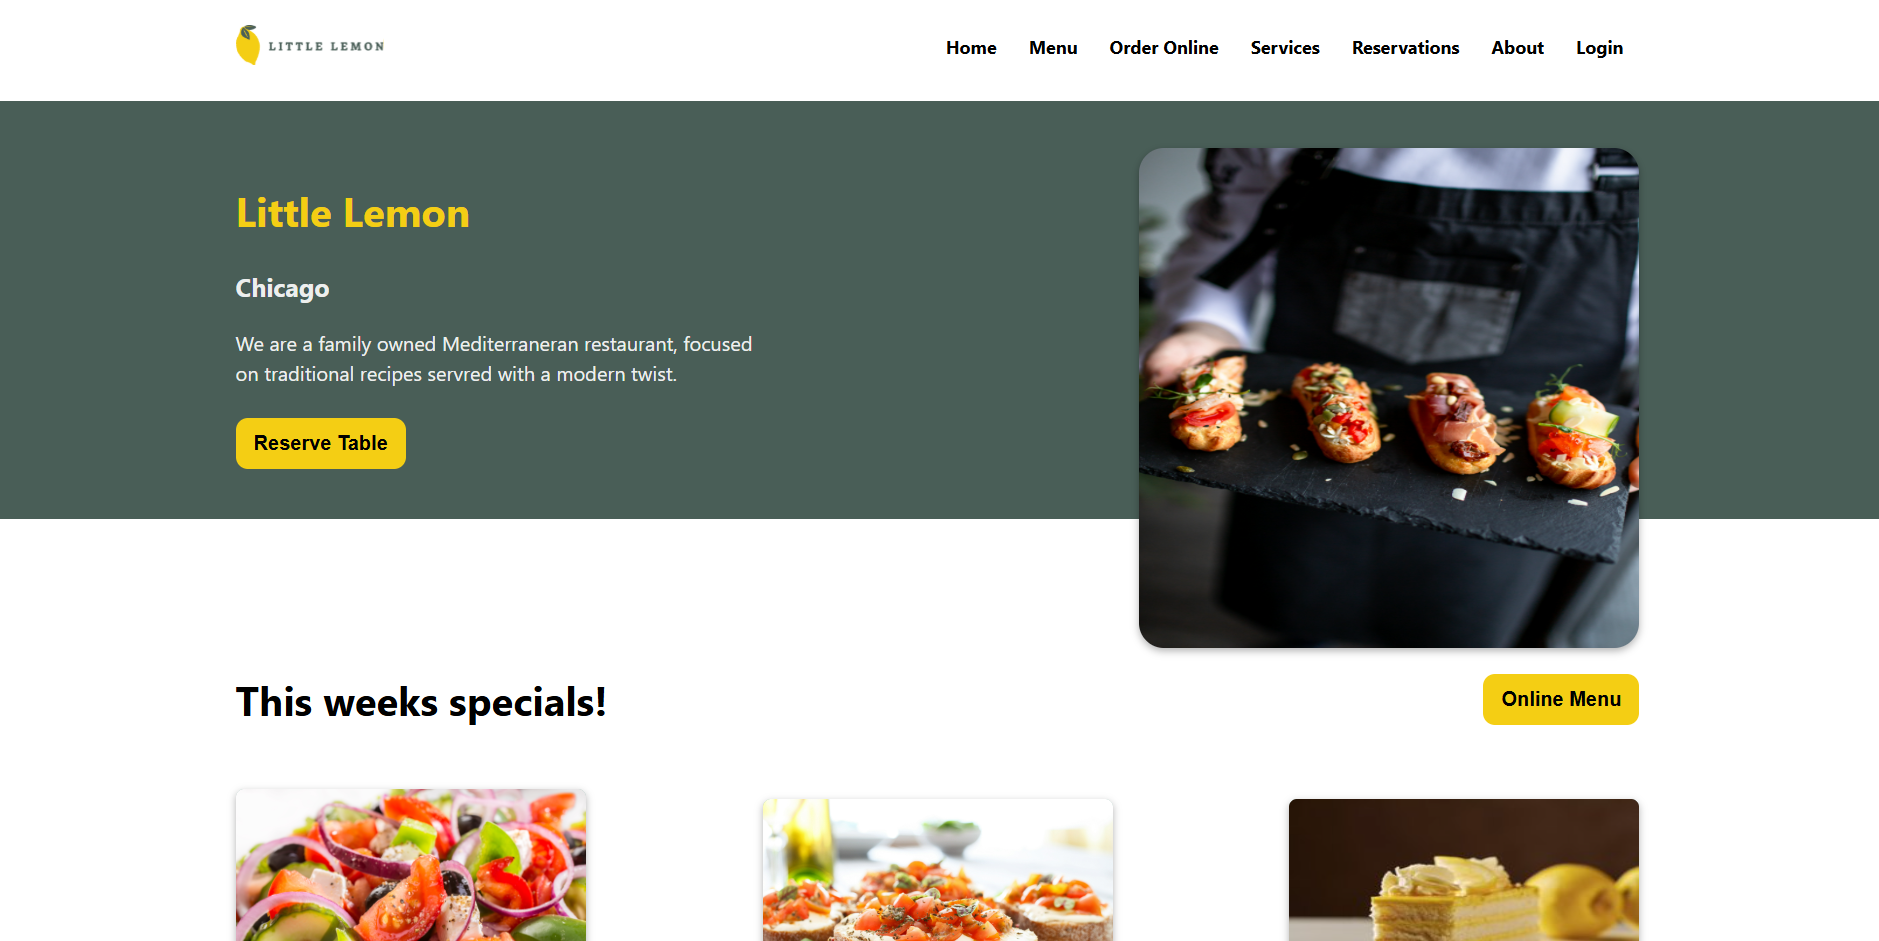 LITTLE LEMON
Home Menu Order Online Services Reservations About Login
Little Lemon
Chicago
We are a family owned Mediterraneran restaurant, focused
on traditional recipes servred with a modern twist.
Reserve Table
This weeks specials!
Online Menu